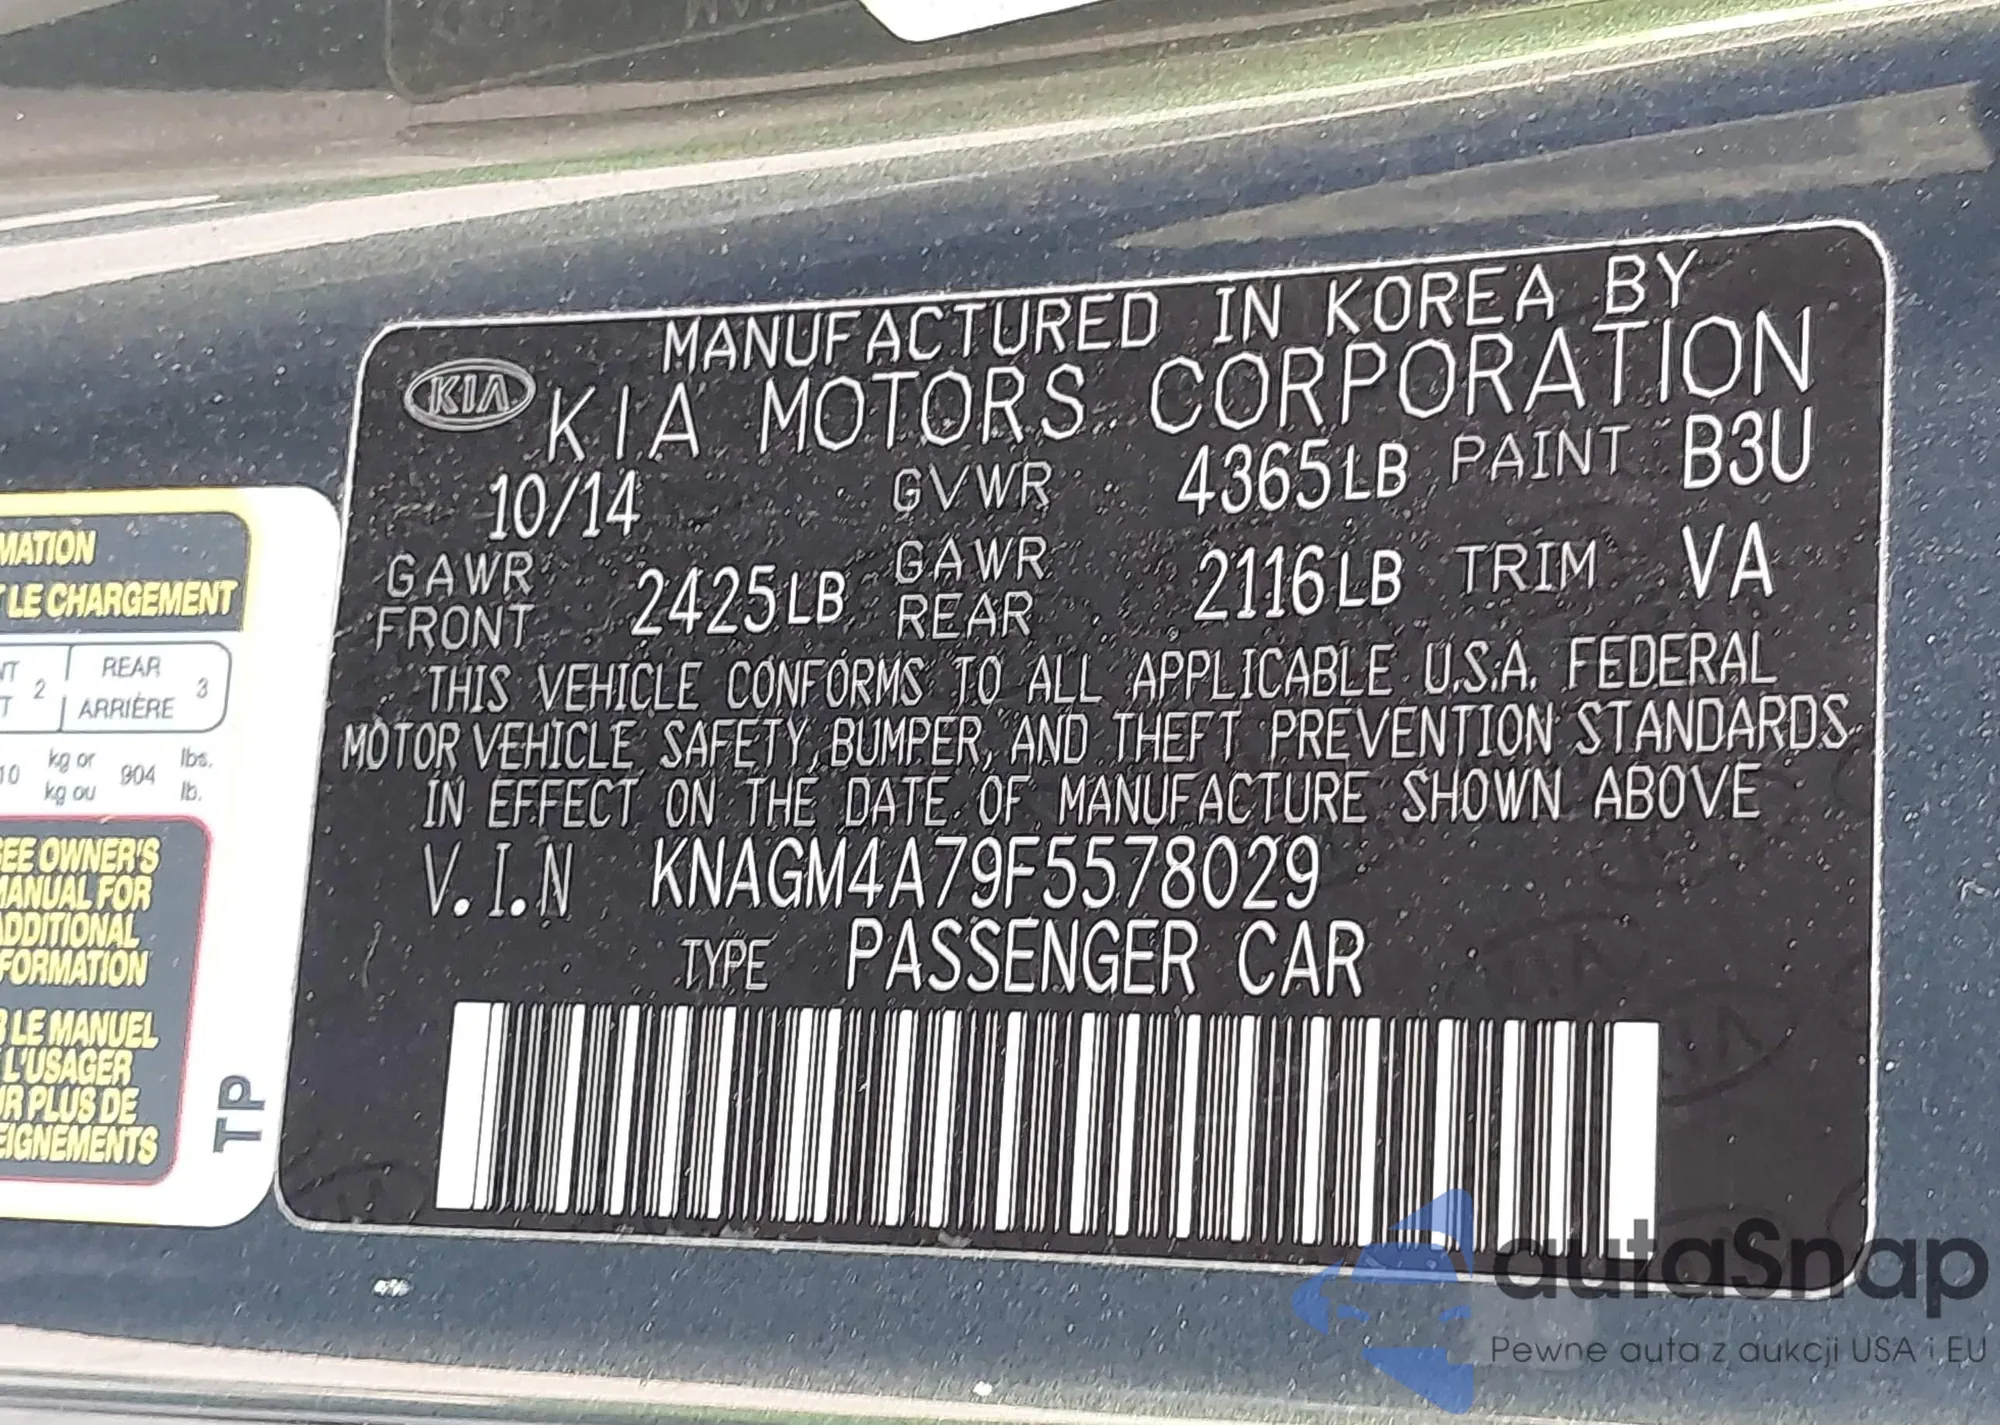 MANUFACTURED IN KOREA BY
KIA KIA MOTORS CORPORATION
10/14 GVWR 4365LB PAINT B3U
GAWR FRONT 2425LB GAWR REAR 2116LB TRIM VA
THIS VEHICLE CONFORMS TO ALL APPLICABLE U.S.A. FEDERAL
MOTOR VEHICLE SAFETY, BUMPER, AND THEFT PREVENTION STANDARDS
IN EFFECT ON THE DATE OF MANUFACTURE SHOWN ABOVE
V.I.N KNAGM4A79F5578029
TYPE PASSENGER CAR
MATION
LE CHARGEMENT
2 REAR 3
ARRIÈRE
kg or 904 lbs.
kg ou lb.
SEE OWNER'S
MANUAL FOR
ADDITIONAL
FORMATION
LE MANUEL
L'USAGER
R PLUS DE
EIGNEMENTS
TP
autaSnap
Pewne auta z aukcji USA i EU